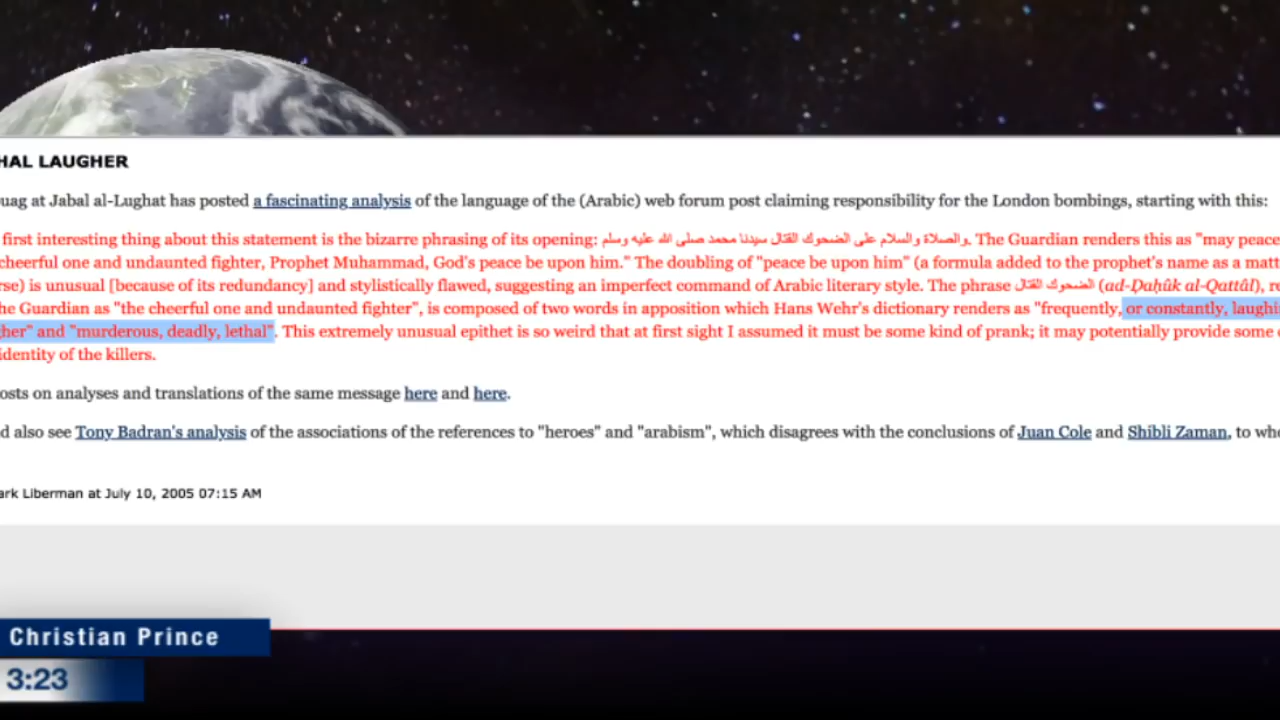 HAL LAUGHER
uag at Jabal al-Lughat has posted a fascinating analysis of the language of the (Arabic) web forum post claiming responsibility for the London bombings, starting with this:
first interesting thing about this statement is the bizarre phrasing of its opening: والصلاة والسلام على الضحوك القتال سيدنا محمد صلى الله عليه وسلم. The Guardian renders this as "may peace
cheerful one and undaunted fighter, Prophet Muhammad, God's peace be upon him." The doubling of "peace be upon him" (a formula added to the prophet's name as a matt
rse) is unusual [because of its redundancy] and stylistically flawed, suggesting an imperfect command of Arabic literary style. The phrase الضحوك القتال (ad-Ḍaḥûk al-Qattâl), re
he Guardian as "the cheerful one and undaunted fighter", is composed of two words in apposition which Hans Wehr's dictionary renders as "frequently, or constantly, laughi
gher" and "murderous, deadly, lethal". This extremely unusual epithet is so weird that at first sight I assumed it must be some kind of prank; it may potentially provide some
identity of the killers.
osts on analyses and translations of the same message here and here.
d also see Tony Badran's analysis of the associations of the references to "heroes" and "arabism", which disagrees with the conclusions of Juan Cole and Shibli Zaman, to who
ark Liberman at July 10, 2005 07:15 AM
Christian Prince
3:23